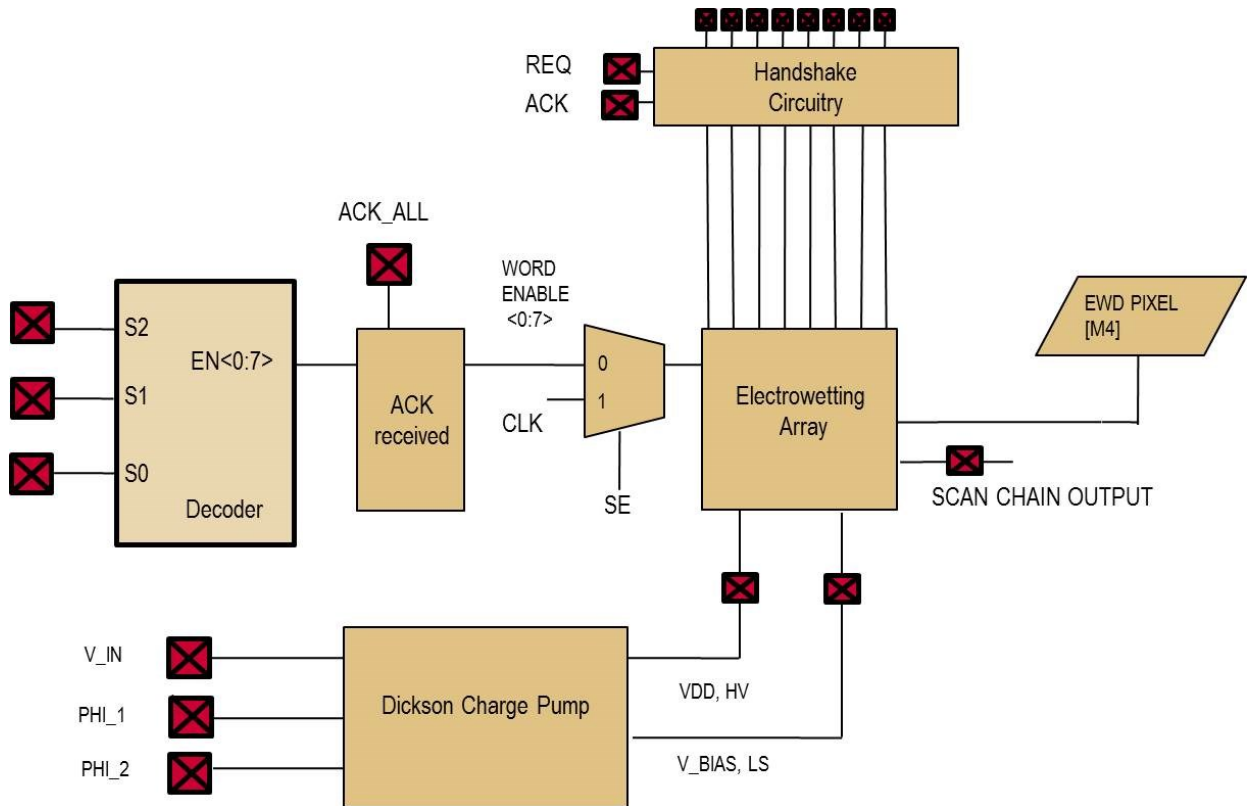 REQ
ACK
Handshake
Circuitry
ACK_ALL
WORD
ENABLE
<0:7>
S2
EN<0:7>
S1
S0
Decoder
ACK
received
0
1
CLK
SE
Electrowetting
Array
EWD PIXEL
[M4]
SCAN CHAIN OUTPUT
V_IN
PHI_1
PHI_2
Dickson Charge Pump
VDD, HV
V_BIAS, LS